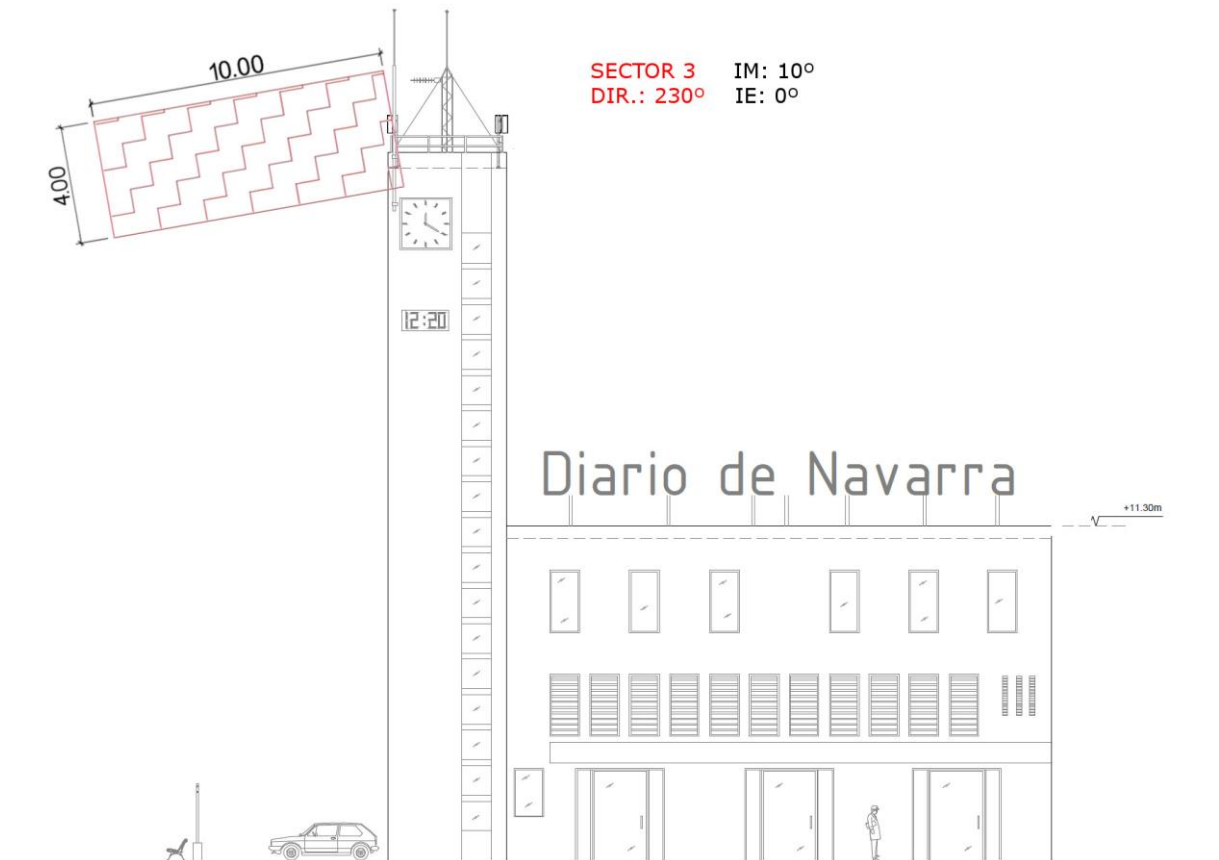 10.00
4.00
SECTOR 3 IM: 10º
DIR.: 230º IE: 0º
12:20
Diario de Navarra
+11.30m